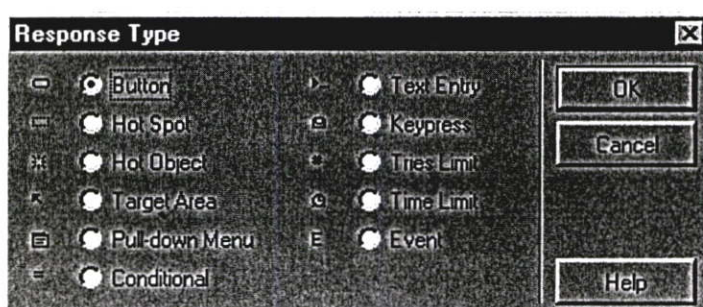 Response Type
Button
Hot Spot
Hot Object
Target Area
Pull-down Menu
Conditional
Text Entry
Keypress
Tries Limit
Time Limit
E Event
OK
Cancel
Help